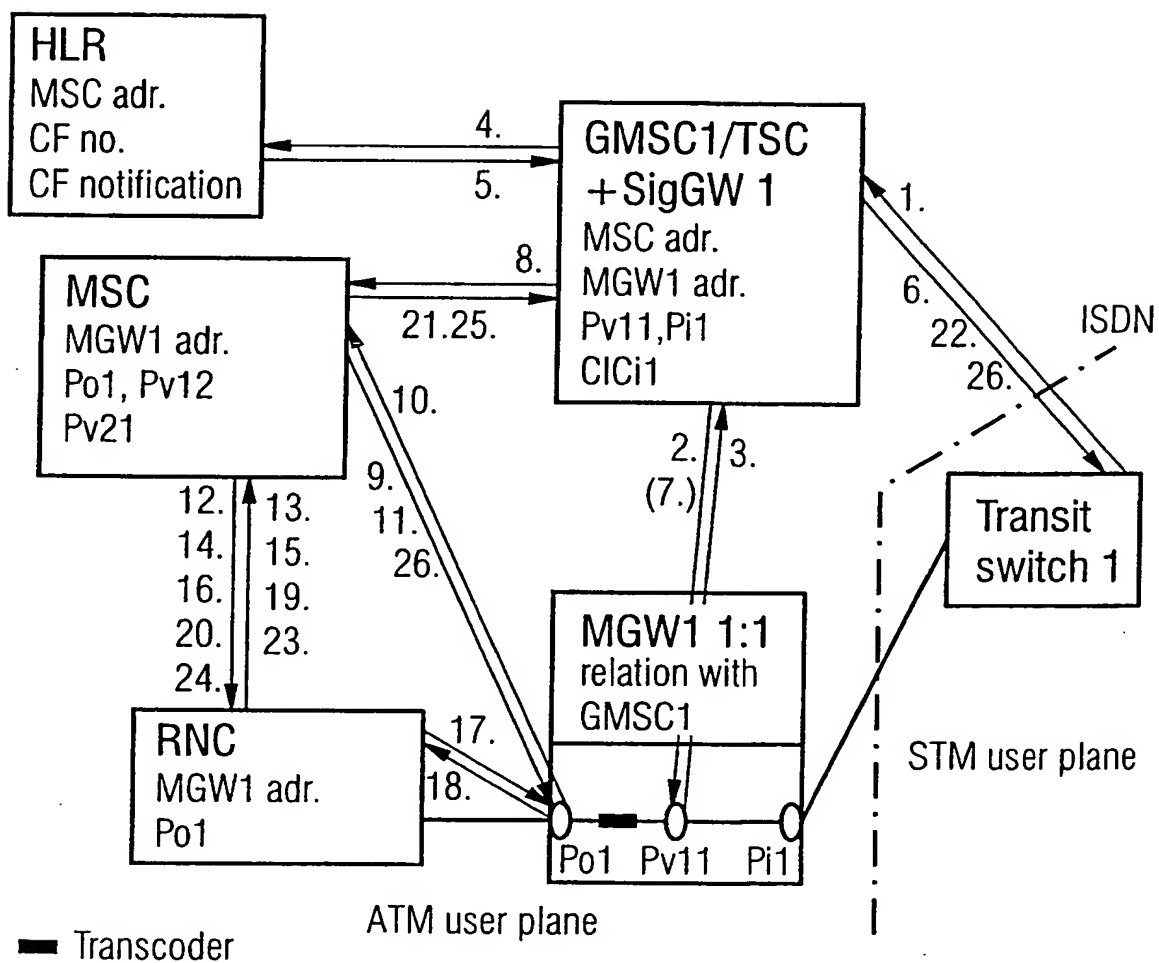 HLR
MSC adr.
CF no.
CF notification
4.
5.
GMSC1/TSC
+SigGW 1
MSC adr.
MGW1 adr.
Pv11,Pi1
CICi1
1.
6.
22.
26.
ISDN
MSC
MGW1 adr.
Po1, Pv12
Pv21
8.
21.25.
10.
9.
11.
26.
2.
(7.)
3.
12.
14.
16.
20.
24.
13.
15.
19.
23.
Transit
switch 1
MGW1 1:1
relation with
GMSC1
RNC
MGW1 adr.
Po1
17.
18.
Po1
Pv11
Pi1
STM user plane
ATM user plane
Transcoder